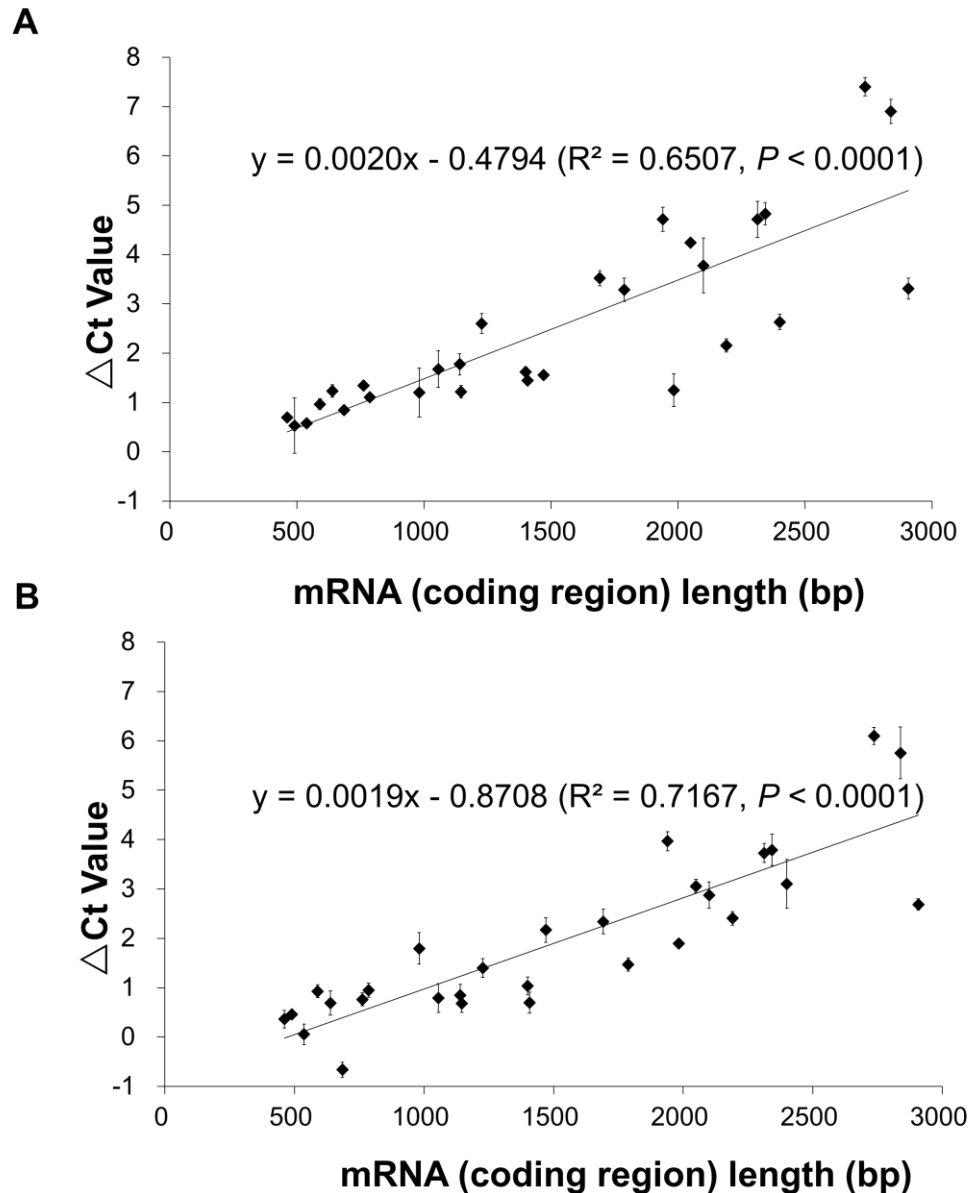 A
8
7
6
5
4
3
2
1
0
-1
△Ct Value
y = 0.0020x - 0.4794 (R² = 0.6507, P < 0.0001)
0 500 1000 1500 2000 2500 3000
mRNA (coding region) length (bp)
B
8
7
6
5
4
3
2
1
0
-1
△Ct Value
y = 0.0019x - 0.8708 (R² = 0.7167, P < 0.0001)
0 500 1000 1500 2000 2500 3000
mRNA (coding region) length (bp)